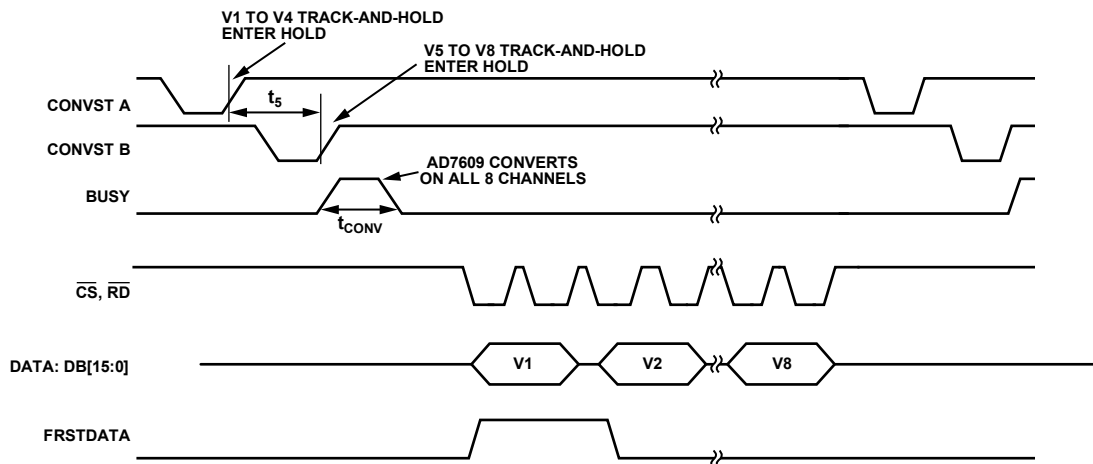 V1 TO V4 TRACK-AND-HOLD
ENTER HOLD
V5 TO V8 TRACK-AND-HOLD
ENTER HOLD
CONVST A
t5
CONVST B
AD7609 CONVERTS
ON ALL 8 CHANNELS
BUSY
tCONV
CS, RD
DATA: DB[15:0]
V1
V2
V8
FRSTDATA